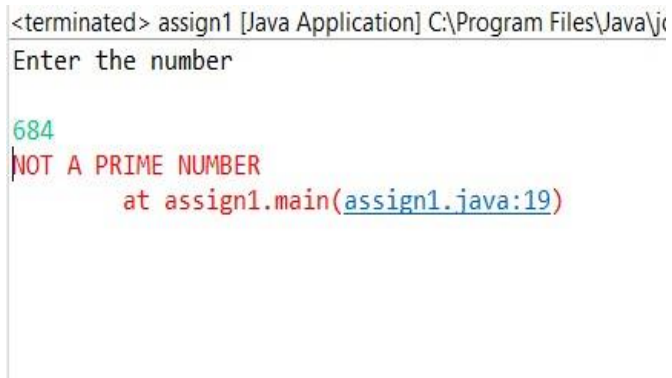 <terminated> assign1 [Java Application] C:\Program Files\Java\j
Enter the number
684
NOT A PRIME NUMBER
at assign1.main(assign1.java:19)